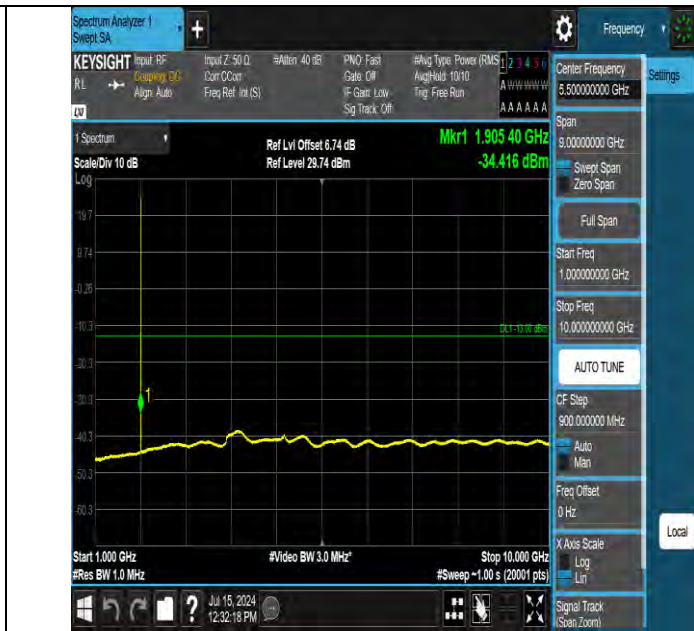 Spectrum Analyzer 1
Swept SA
+
Frequency
KEYSIGHT
RL
Input: RF
Coupling: DC
Align: Auto
Input Z: 50 Ω
Corr CCorr
Freq Ref: Int (S)
#Atten: 40 dB
PNO: Fast
Gate: Off
IF Gain: Low
Sig Track: Off
#Avg Type: Power (RMS
Avg|Hold: 10/10
Trig: Free Run
1 2 3 4 5 6
A W W W W W
A A A A A A
1 Spectrum
Scale/Div 10 dB
Ref Lvl Offset 6.74 dB
Ref Level 29.74 dBm
Mkr1 1.905 40 GHz
-34.416 dBm
Log
19.7
9.74
-0.26
-10.3
-20.3
-30.3
-40.3
-50.3
-60.3
DL1 -13.00 dBm
1
Start 1.000 GHz
#Res BW 1.0 MHz
#Video BW 3.0 MHz*
Stop 10.000 GHz
#Sweep ~1.00 s (20001 pts)
Jul 15, 2024
12:32:18 PM
Center Frequency
5.500000000 GHz
Settings
Span
9.00000000 GHz
Swept Span
Zero Span
Full Span
Start Freq
1.000000000 GHz
Stop Freq
10.000000000 GHz
AUTO TUNE
CF Step
900.000000 MHz
Auto
Man
Freq Offset
0 Hz
X Axis Scale
Log
Lin
Local
Signal Track
(Span Zoom)